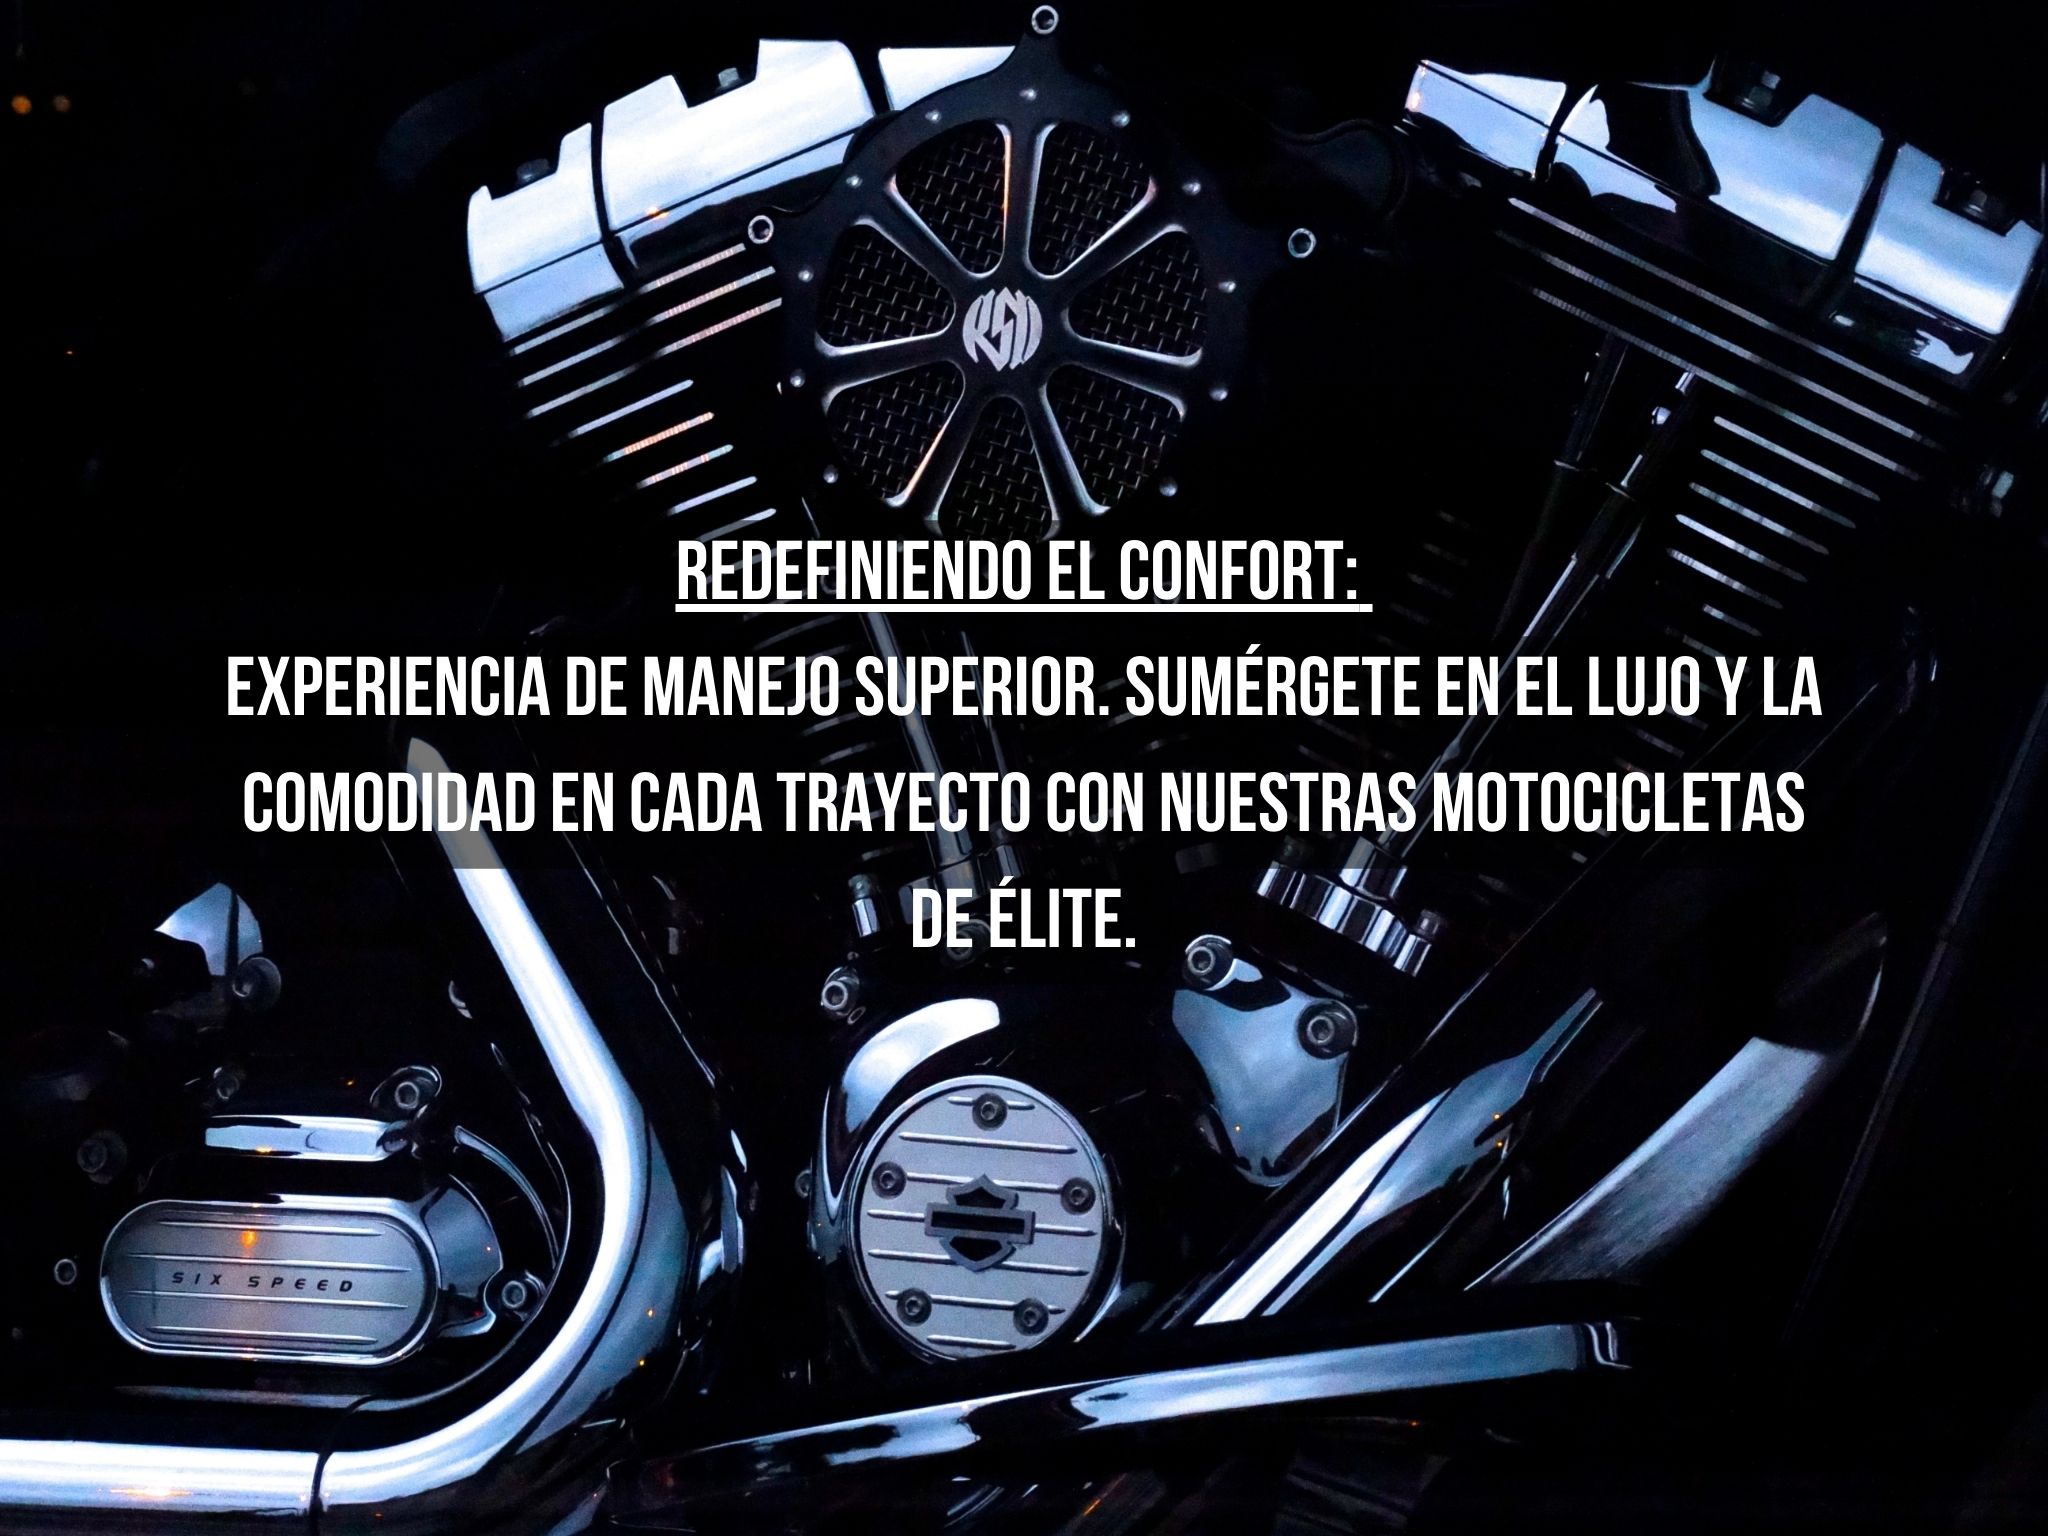 RSD
REDEFINIENDO EL CONFORT:
EXPERIENCIA DE MANEJO SUPERIOR. SUMÉRGETE EN EL LUJO Y LA
COMODIDAD EN CADA TRAYECTO CON NUESTRAS MOTOCICLETAS
DE ÉLITE.
SIX SPEED